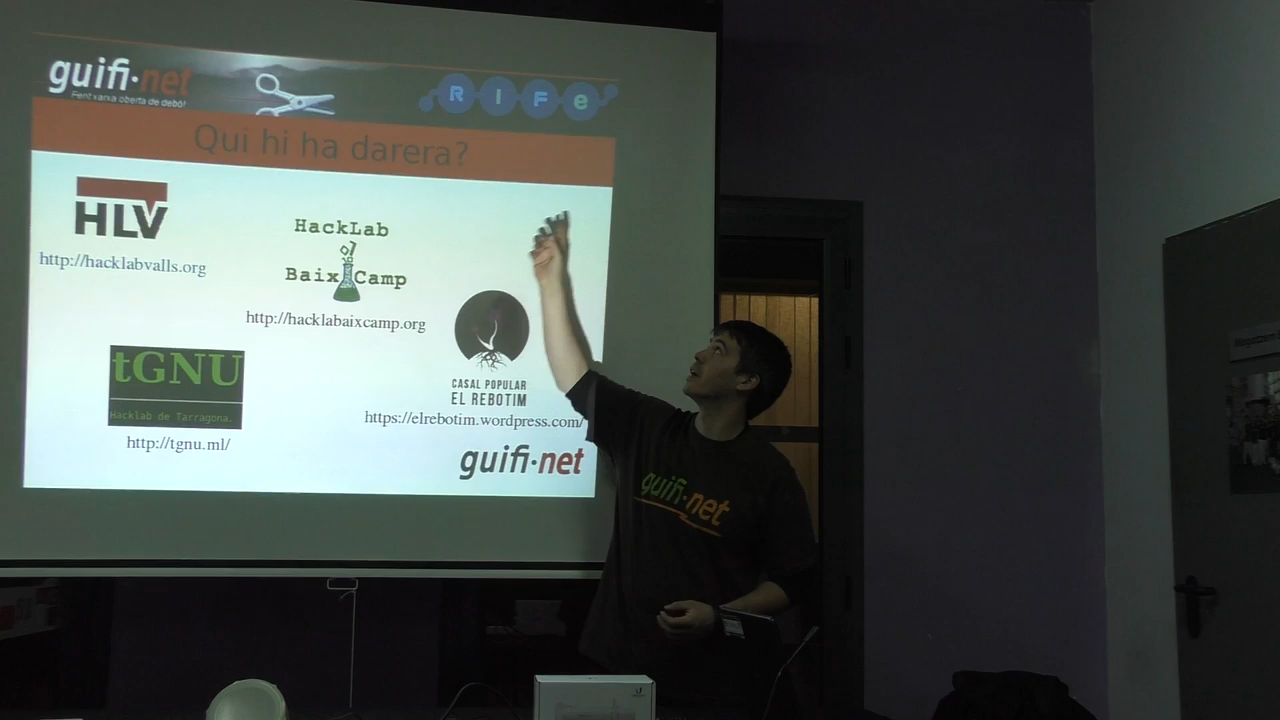 guifi·net
Fent xarxa oberta de debò!
R I F e
Qui hi ha darera?
HLV
http://hacklabvalls.org
HackLab
Baix Camp
http://hacklabaixcamp.org
tGNU
Hacklab de Tarragona.
http://tgnu.ml/
CASAL POPULAR
EL REBOTIM
https://elrebotim.wordpress.com/
guifi·net
guifi·net